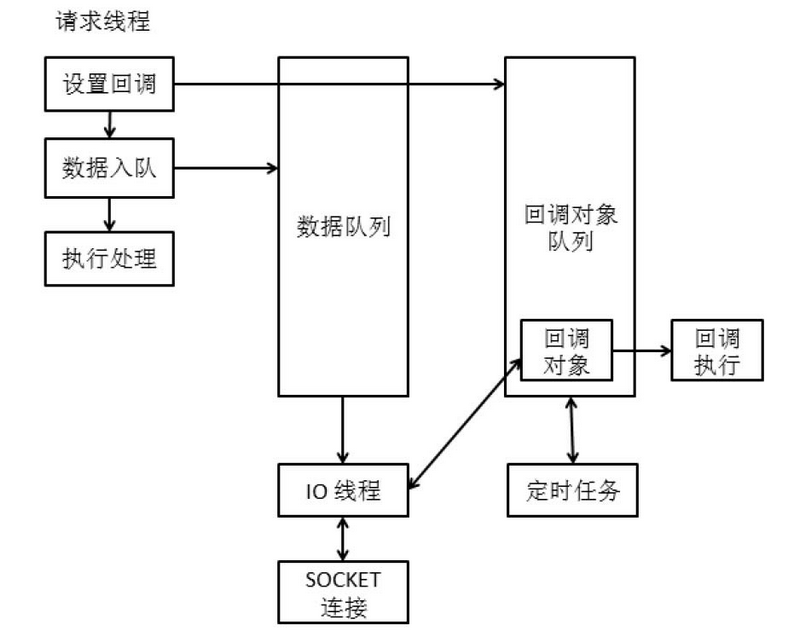 请求线程
设置回调
数据入队
执行处理
数据队列
回调对象
队列
回调
对象
回调
执行
IO 线程
定时任务
SOCKET
连接